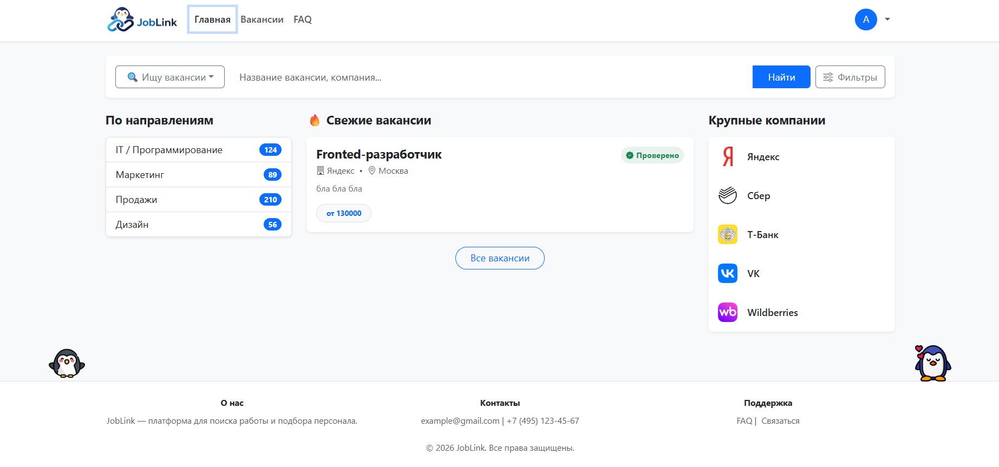 JobLink
Главная Вакансии FAQ
A
Ищу вакансии
Название вакансии, компания...
Найти
Фильтры
По направлениям
IT / Программирование 124
Маркетинг 89
Продажи 210
Дизайн 56
Свежие вакансии
Fronted-разработчик
Проверено
Яндекс • Москва
бла бла бла
от 130000
Все вакансии
Крупные компании
Я Яндекс
Сбер
Т-Банк
VK
wb Wildberries
О нас
JobLink — платформа для поиска работы и подбора персонала.
Контакты
example@gmail.com | +7 (495) 123-45-67
Поддержка
FAQ | Связаться
© 2026 JobLink. Все права защищены.